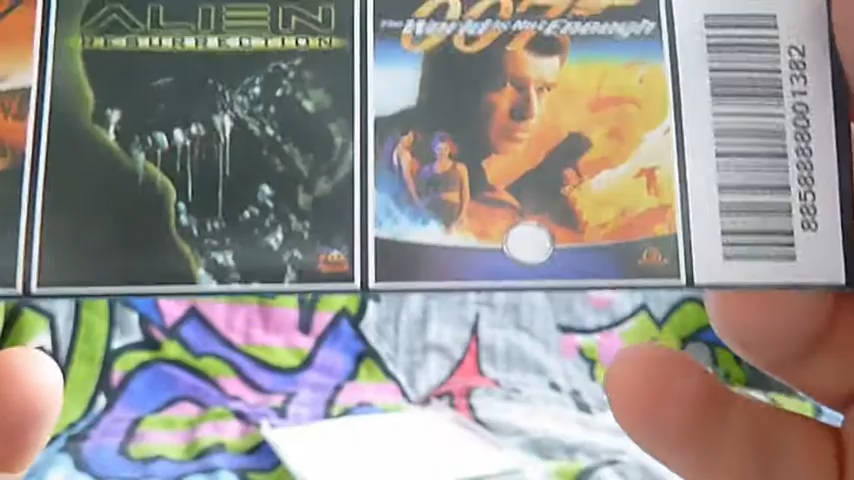 ALIEN
RESURRECTION
007
The World Is Not Enough
8858888001382